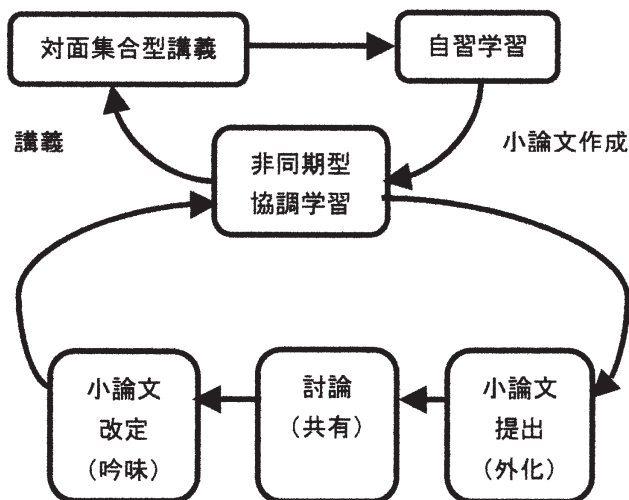 対面集合型講義
自習学習
講義
小論文作成
非同期型
協調学習
小論文
改定
(吟味)
討論
(共有)
小論文
提出
(外化)